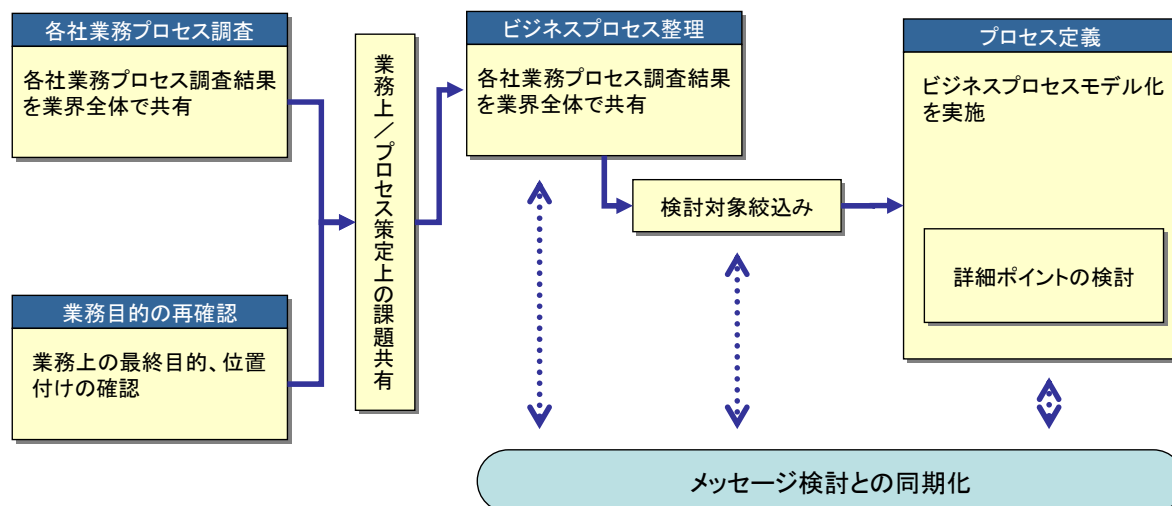 各社業務プロセス調査
各社業務プロセス調査結果
を業界全体で共有
業務目的の再確認
業務上の最終目的、位置
付けの確認
業務上／プロセス策定上の課題共有
ビジネスプロセス整理
各社業務プロセス調査結果
を業界全体で共有
検討対象絞込み
プロセス定義
ビジネスプロセスモデル化
を実施
詳細ポイントの検討
メッセージ検討との同期化